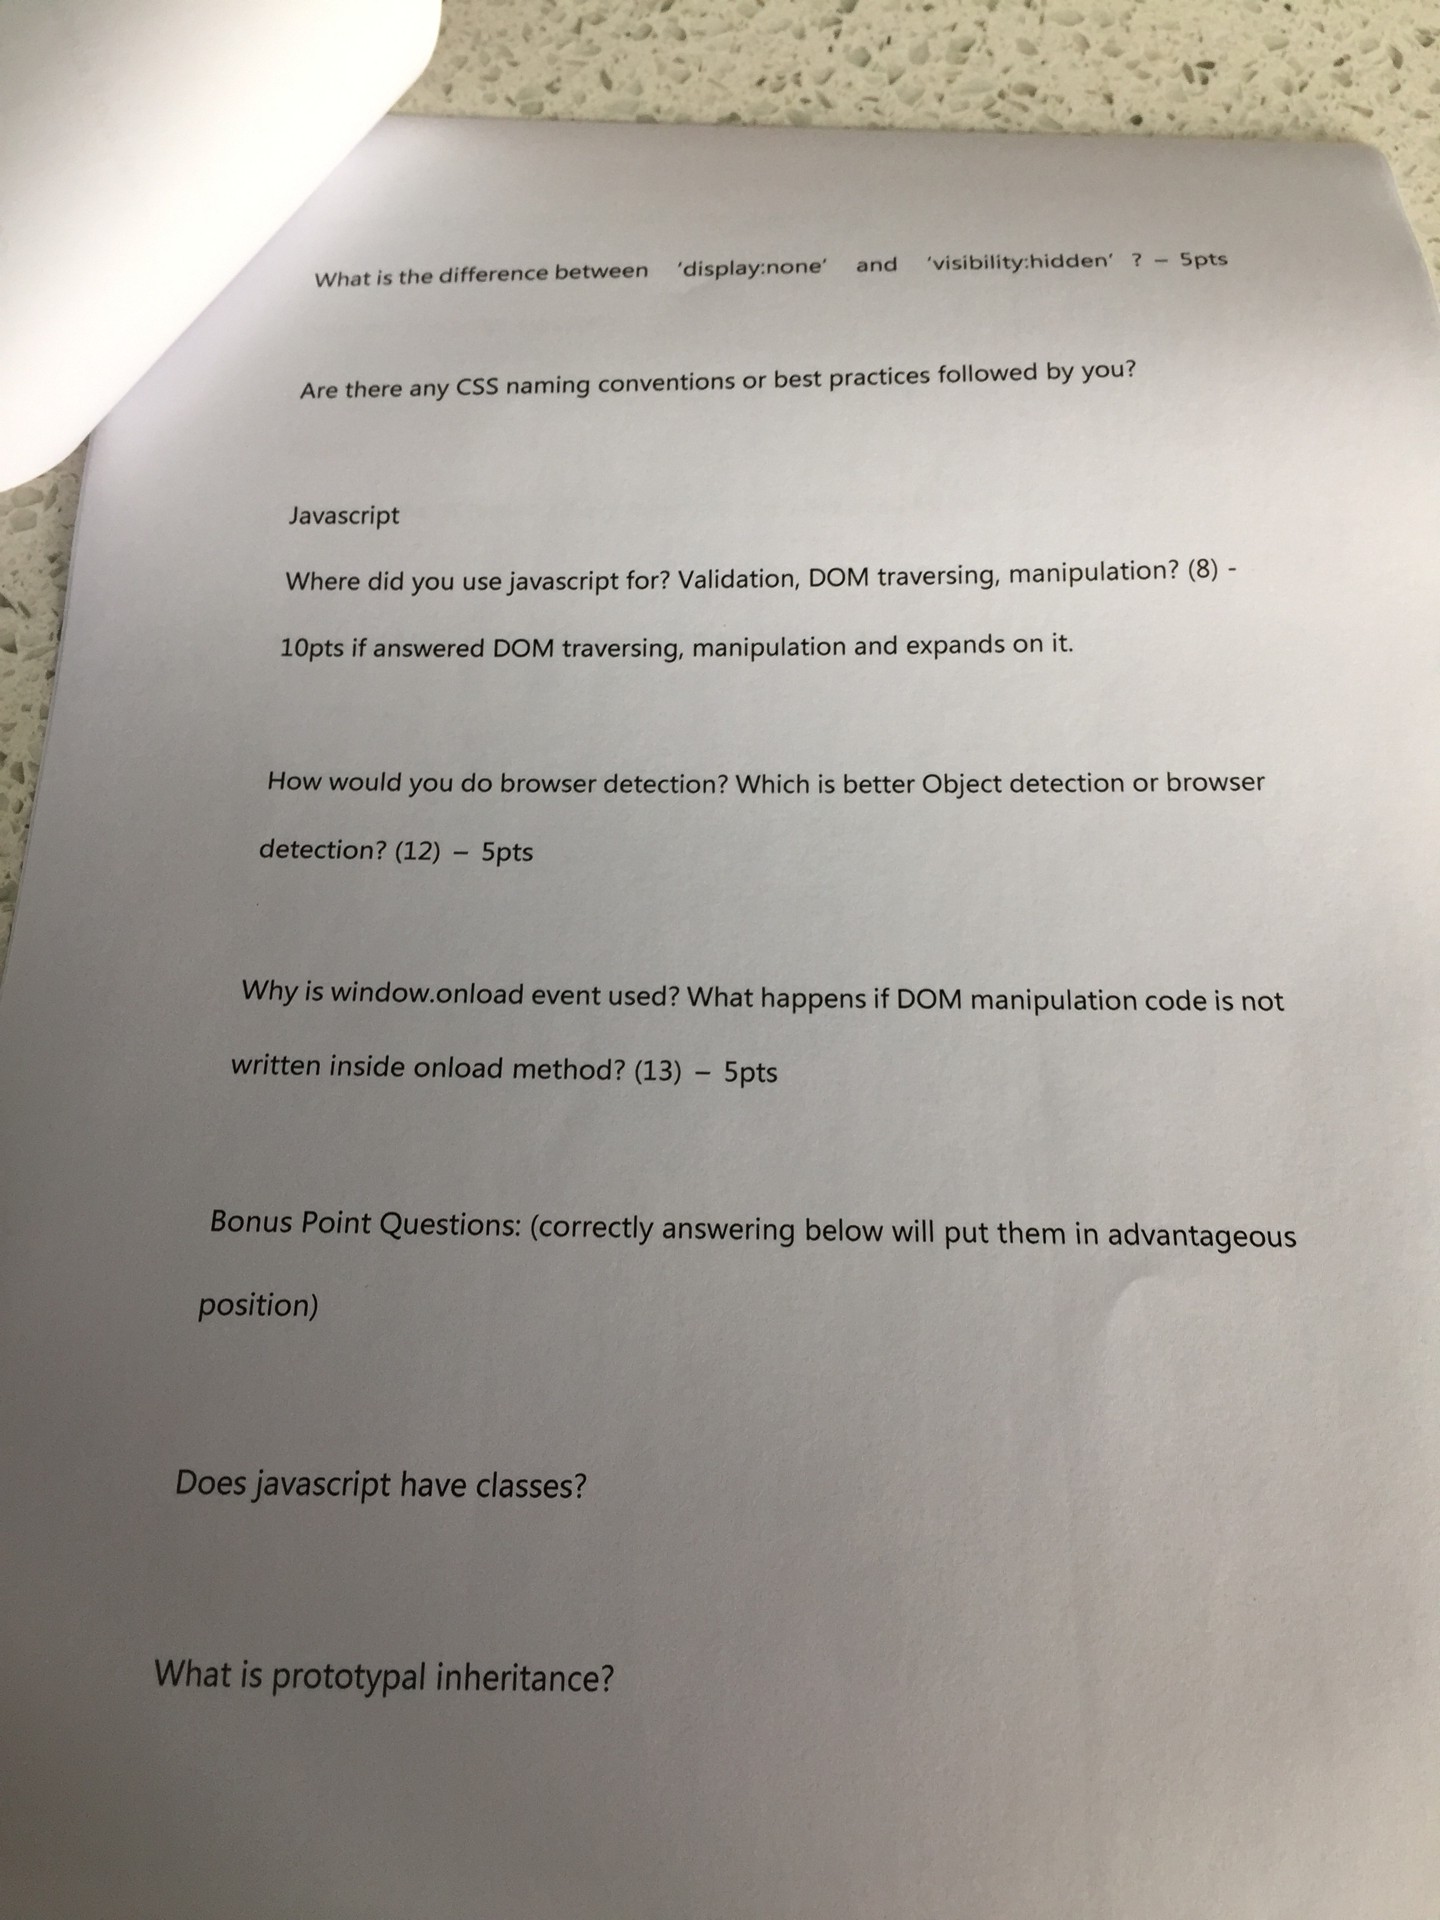 What is the difference between ‘display:none’ and ‘visibility:hidden’ ? – 5pts
Are there any CSS naming conventions or best practices followed by you?
Javascript
Where did you use javascript for? Validation, DOM traversing, manipulation? (8) -
10pts if answered DOM traversing, manipulation and expands on it.
How would you do browser detection? Which is better Object detection or browser
detection? (12) – 5pts
Why is window.onload event used? What happens if DOM manipulation code is not
written inside onload method? (13) – 5pts
Bonus Point Questions: (correctly answering below will put them in advantageous
position)
Does javascript have classes?
What is prototypal inheritance?